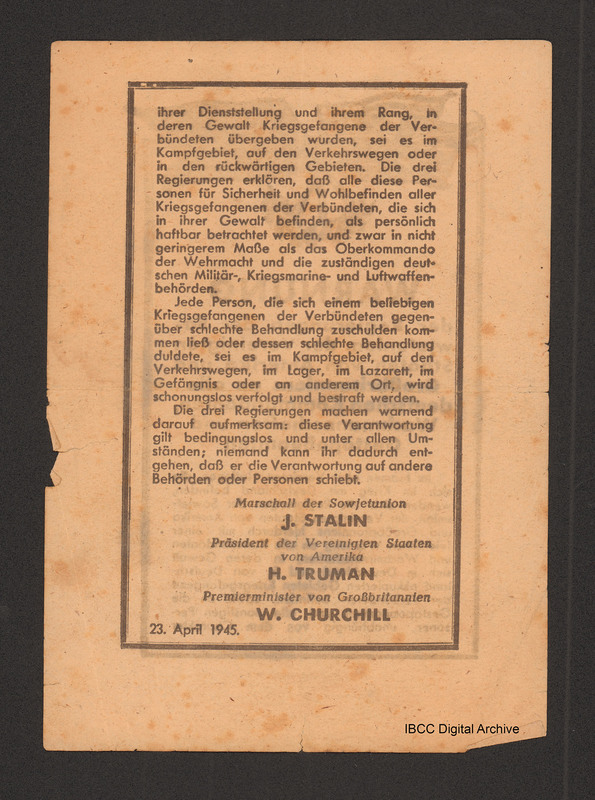 ihrer Dienststellung und ihrem Rang, in
deren Gewalt Kriegsgefangene der Ver-
bündeten übergeben wurden, sei es im
Kampfgebiet, auf den Verkehrswegen oder
in den rückwärtigen Gebieten. Die drei
Regierungen erklären, daß alle diese Per-
sonen für Sicherheit und Wohlbefinden aller
Kriegsgefangenen der Verbündeten, die sich
in ihrer Gewalt befinden, als persönlich
haftbar betrachtet werden, und zwar in nicht
geringerem Maße als das Oberkommando
der Wehrmacht und die zuständigen deut-
schen Militär-, Kriegsmarine- und Luftwaffen-
behörden.
Jede Person, die sich einem beliebigen
Kriegsgefangenen der Verbündeten gegen-
über schlechte Behandlung zuschulden kom-
men ließ oder dessen schlechte Behandlung
duldete, sei es im Kampfgebiet, auf den
Verkehrswegen, im Lager, im Lazarett, im
Gefängnis oder an anderem Ort, wird
schonungslos verfolgt und bestraft werden.
Die drei Regierungen machen warnend
darauf aufmerksam: diese Verantwortung
gilt bedingungslos und unter allen Um-
ständen; niemand kann ihr dadurch ent-
gehen, daß er die Verantwortung auf andere
Behörden oder Personen schiebt.
Marschall der Sowjetunion
J. STALIN
Präsident der Vereinigten Staaten
von Amerika
H. TRUMAN
Premierminister von Großbritannien
W. CHURCHILL
23. April 1945.
IBCC Digital Archive